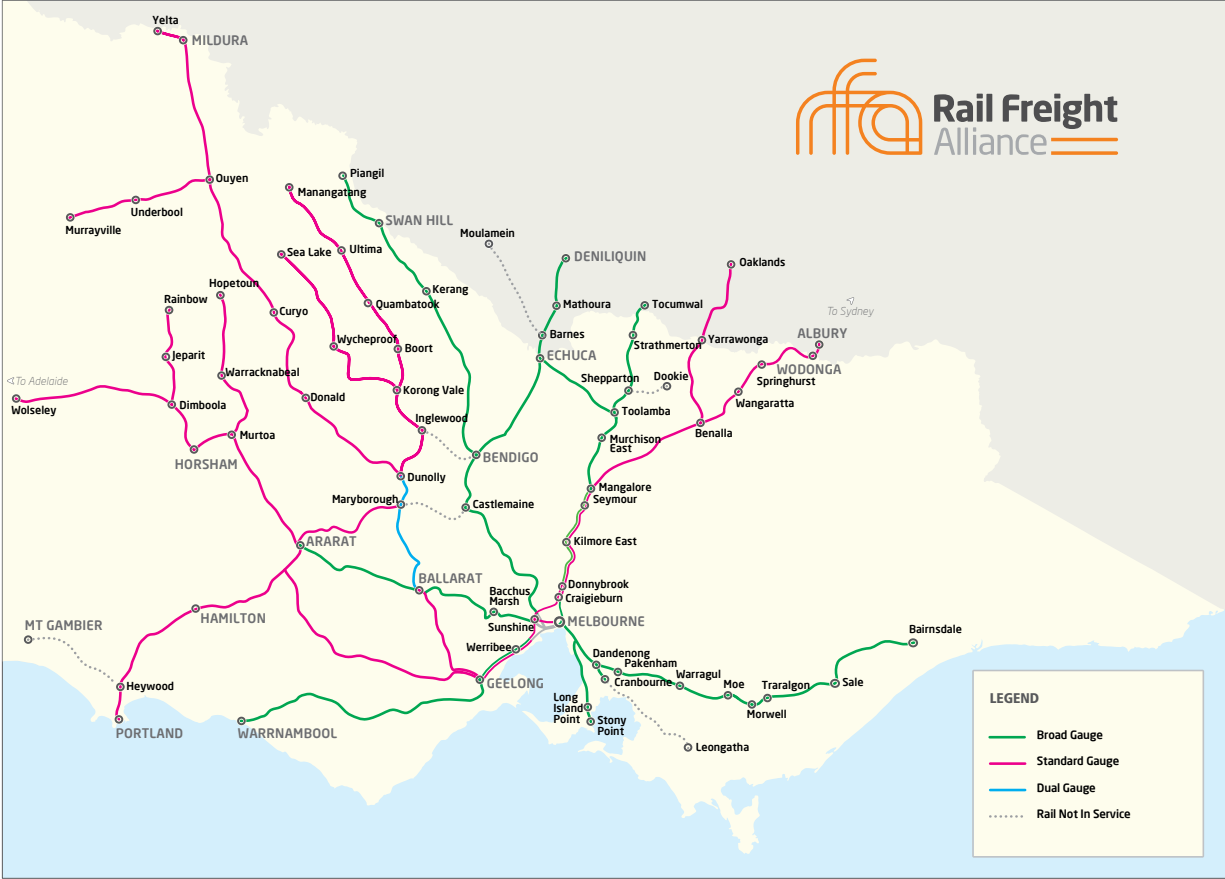 Yelta
MILDURA
Rail Freight
Alliance
Ouyen
Piangil
Manangatang
Underbool
Murrayville
SWAN HILL
Moulamein
Sea Lake
Ultima
DENILIQUIN
Oaklands
Hopetoun
Rainbow
Kerang
Quambatook
Mathoura
Tocumwal
To Sydney
Curyo
Wycheproof
Boort
Barnes
Strathmerton
Yarrawonga
ALBURY
Jeparit
ECHUCA
WODONGA
Warracknabeal
Shepparton
Dookie
Springhurst
To Adelaide
Wolseley
Dimboola
Donald
Korong Vale
Toolamba
Wangaratta
Inglewood
Murtoa
Murchison
East
Benalla
HORSHAM
BENDIGO
Dunolly
Mangalore
Seymour
Maryborough
Castlemaine
ARARAT
Kilmore East
BALLARAT
Donnybrook
Craigieburn
Bacchus
Marsh
HAMILTON
Sunshine
MELBOURNE
MT GAMBIER
Werribee
Bairnsdale
Dandenong
Pakenham
Cranbourne
Warragul
Heywood
GEELONG
Moe
Traralgon
Sale
Morwell
Long
Island
Point
Stony
Point
PORTLAND
WARRNAMBOOL
Leongatha
LEGEND
Broad Gauge
Standard Gauge
Dual Gauge
Rail Not In Service